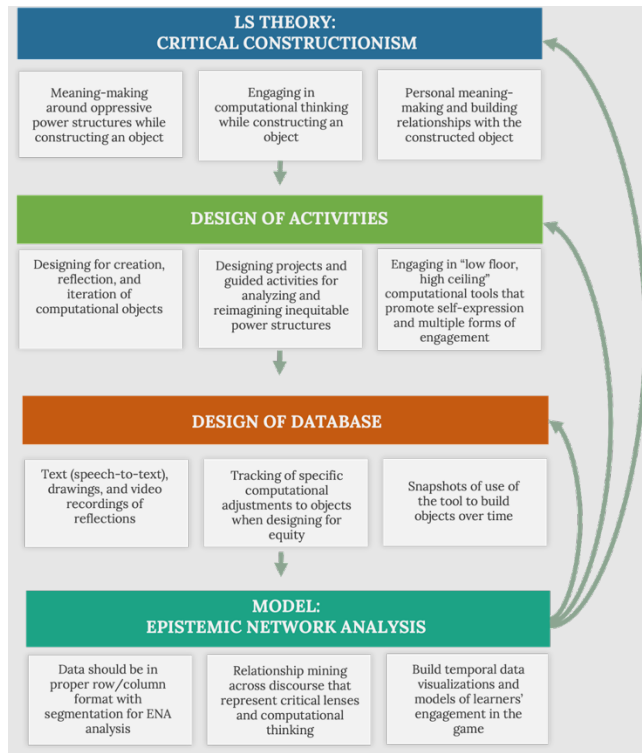 LS THEORY:
CRITICAL CONSTRUCTIONISM
Meaning-making
around oppressive
power structures while
constructing an object
Engaging in
computational thinking
while constructing an
object
Personal meaning-
making and building
relationships with the
constructed object
DESIGN OF ACTIVITIES
Designing for creation,
reflection, and
iteration of
computational objects
Designing projects and
guided activities for
analyzing and
reimagining inequitable
power structures
Engaging in “low floor,
high ceiling”
computational tools that
promote self-expression
and multiple forms of
engagement
DESIGN OF DATABASE
Text (speech-to-text),
drawings, and video
recordings of
reflections
Tracking of specific
computational
adjustments to objects
when designing for
equity
Snapshots of use of
the tool to build
objects over time
MODEL:
EPISTEMIC NETWORK ANALYSIS
Data should be in
proper row/column
format with
segmentation for ENA
analysis
Relationship mining
across discourse that
represent critical lenses
and computational
thinking
Build temporal data
visualizations and
models of learners’
engagement in the
game